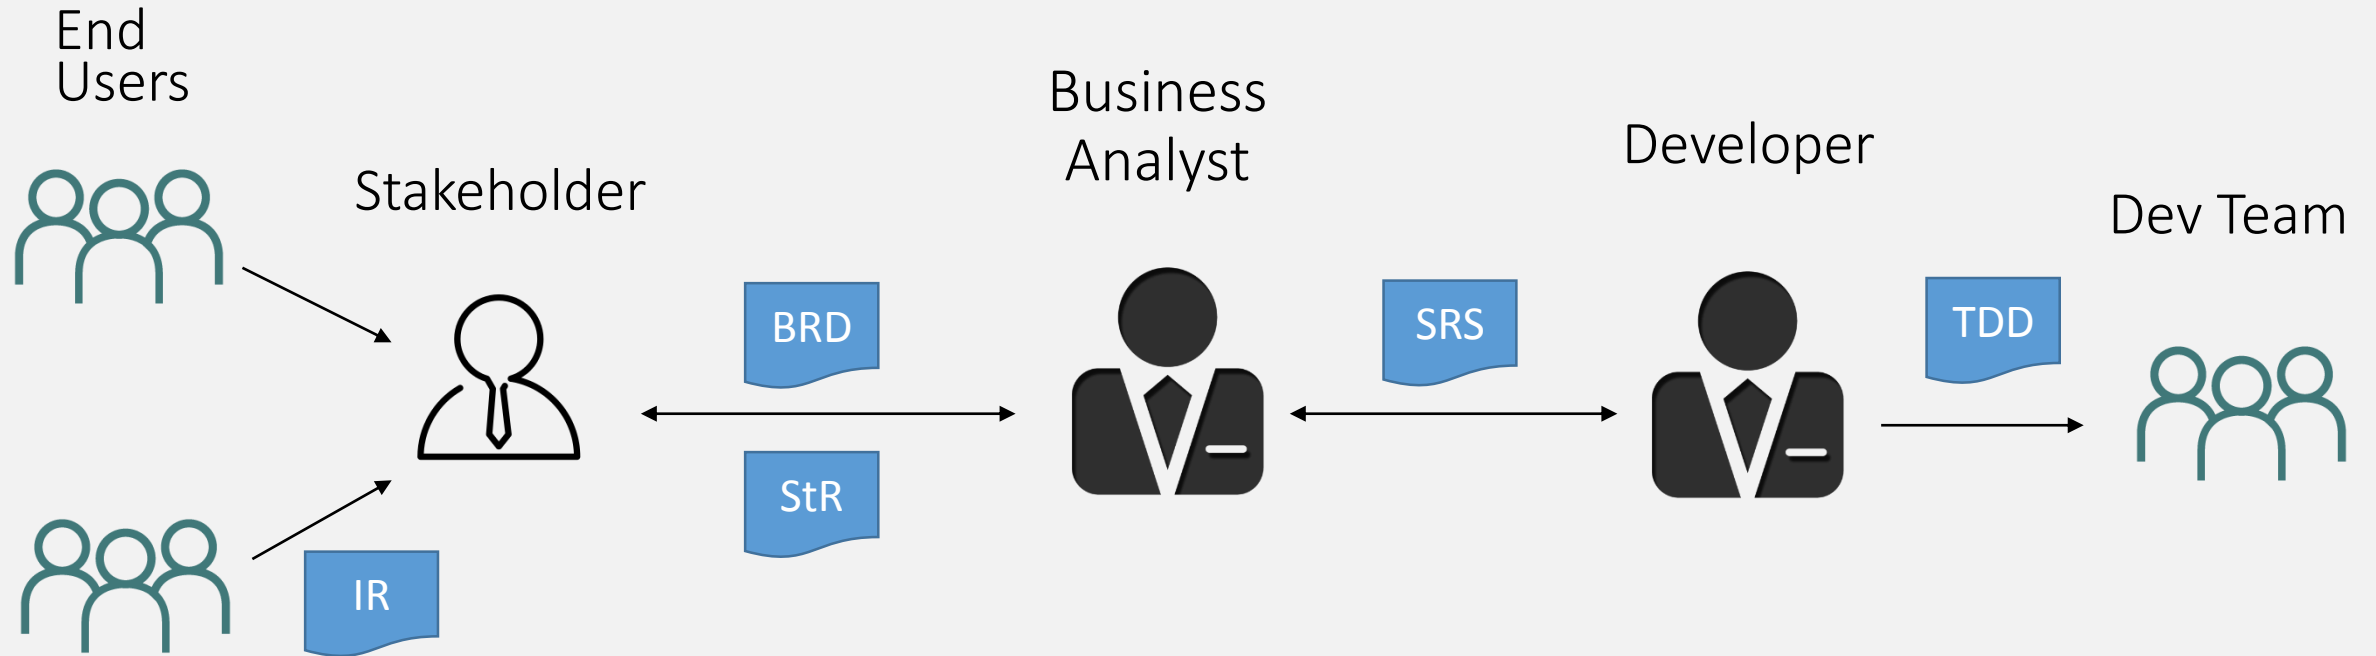 End
Users
Stakeholder
Business
Analyst
Developer
Dev Team
BRD
SRS
TDD
StR
IR